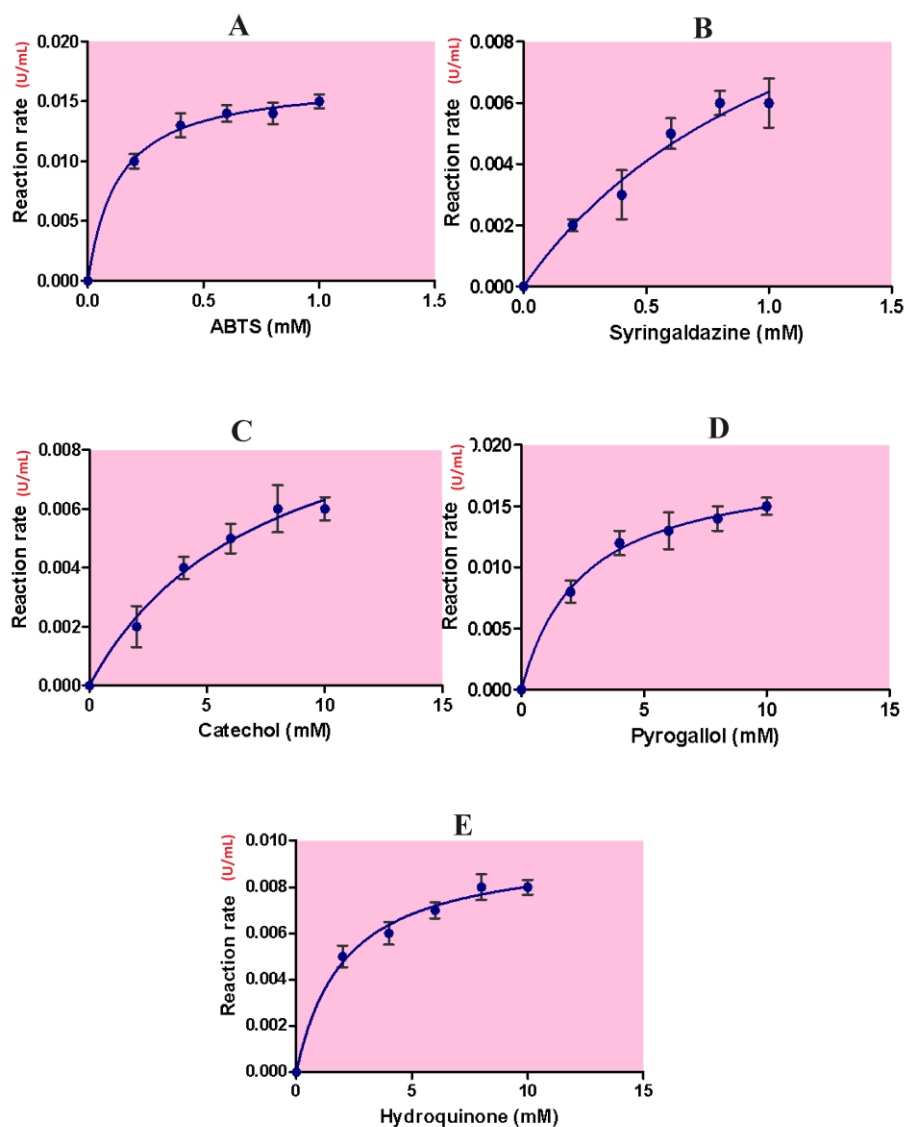 A
Reaction rate (U/mL)
0.020
0.015
0.010
0.005
0.000
0.0 0.5 1.0 1.5
ABTS (mM)
B
Reaction rate (U/mL)
0.008
0.006
0.004
0.002
0.000
0.0 0.5 1.0 1.5
Syringaldazine (mM)
C
Reaction rate (U/mL)
0.008
0.006
0.004
0.002
0.000
0 5 10 15
Catechol (mM)
D
Reaction rate (U/mL)
0.020
0.015
0.010
0.005
0.000
0 5 10 15
Pyrogallol (mM)
E
Reaction rate (U/mL)
0.010
0.008
0.006
0.004
0.002
0.000
0 5 10 15
Hydroquinone (mM)